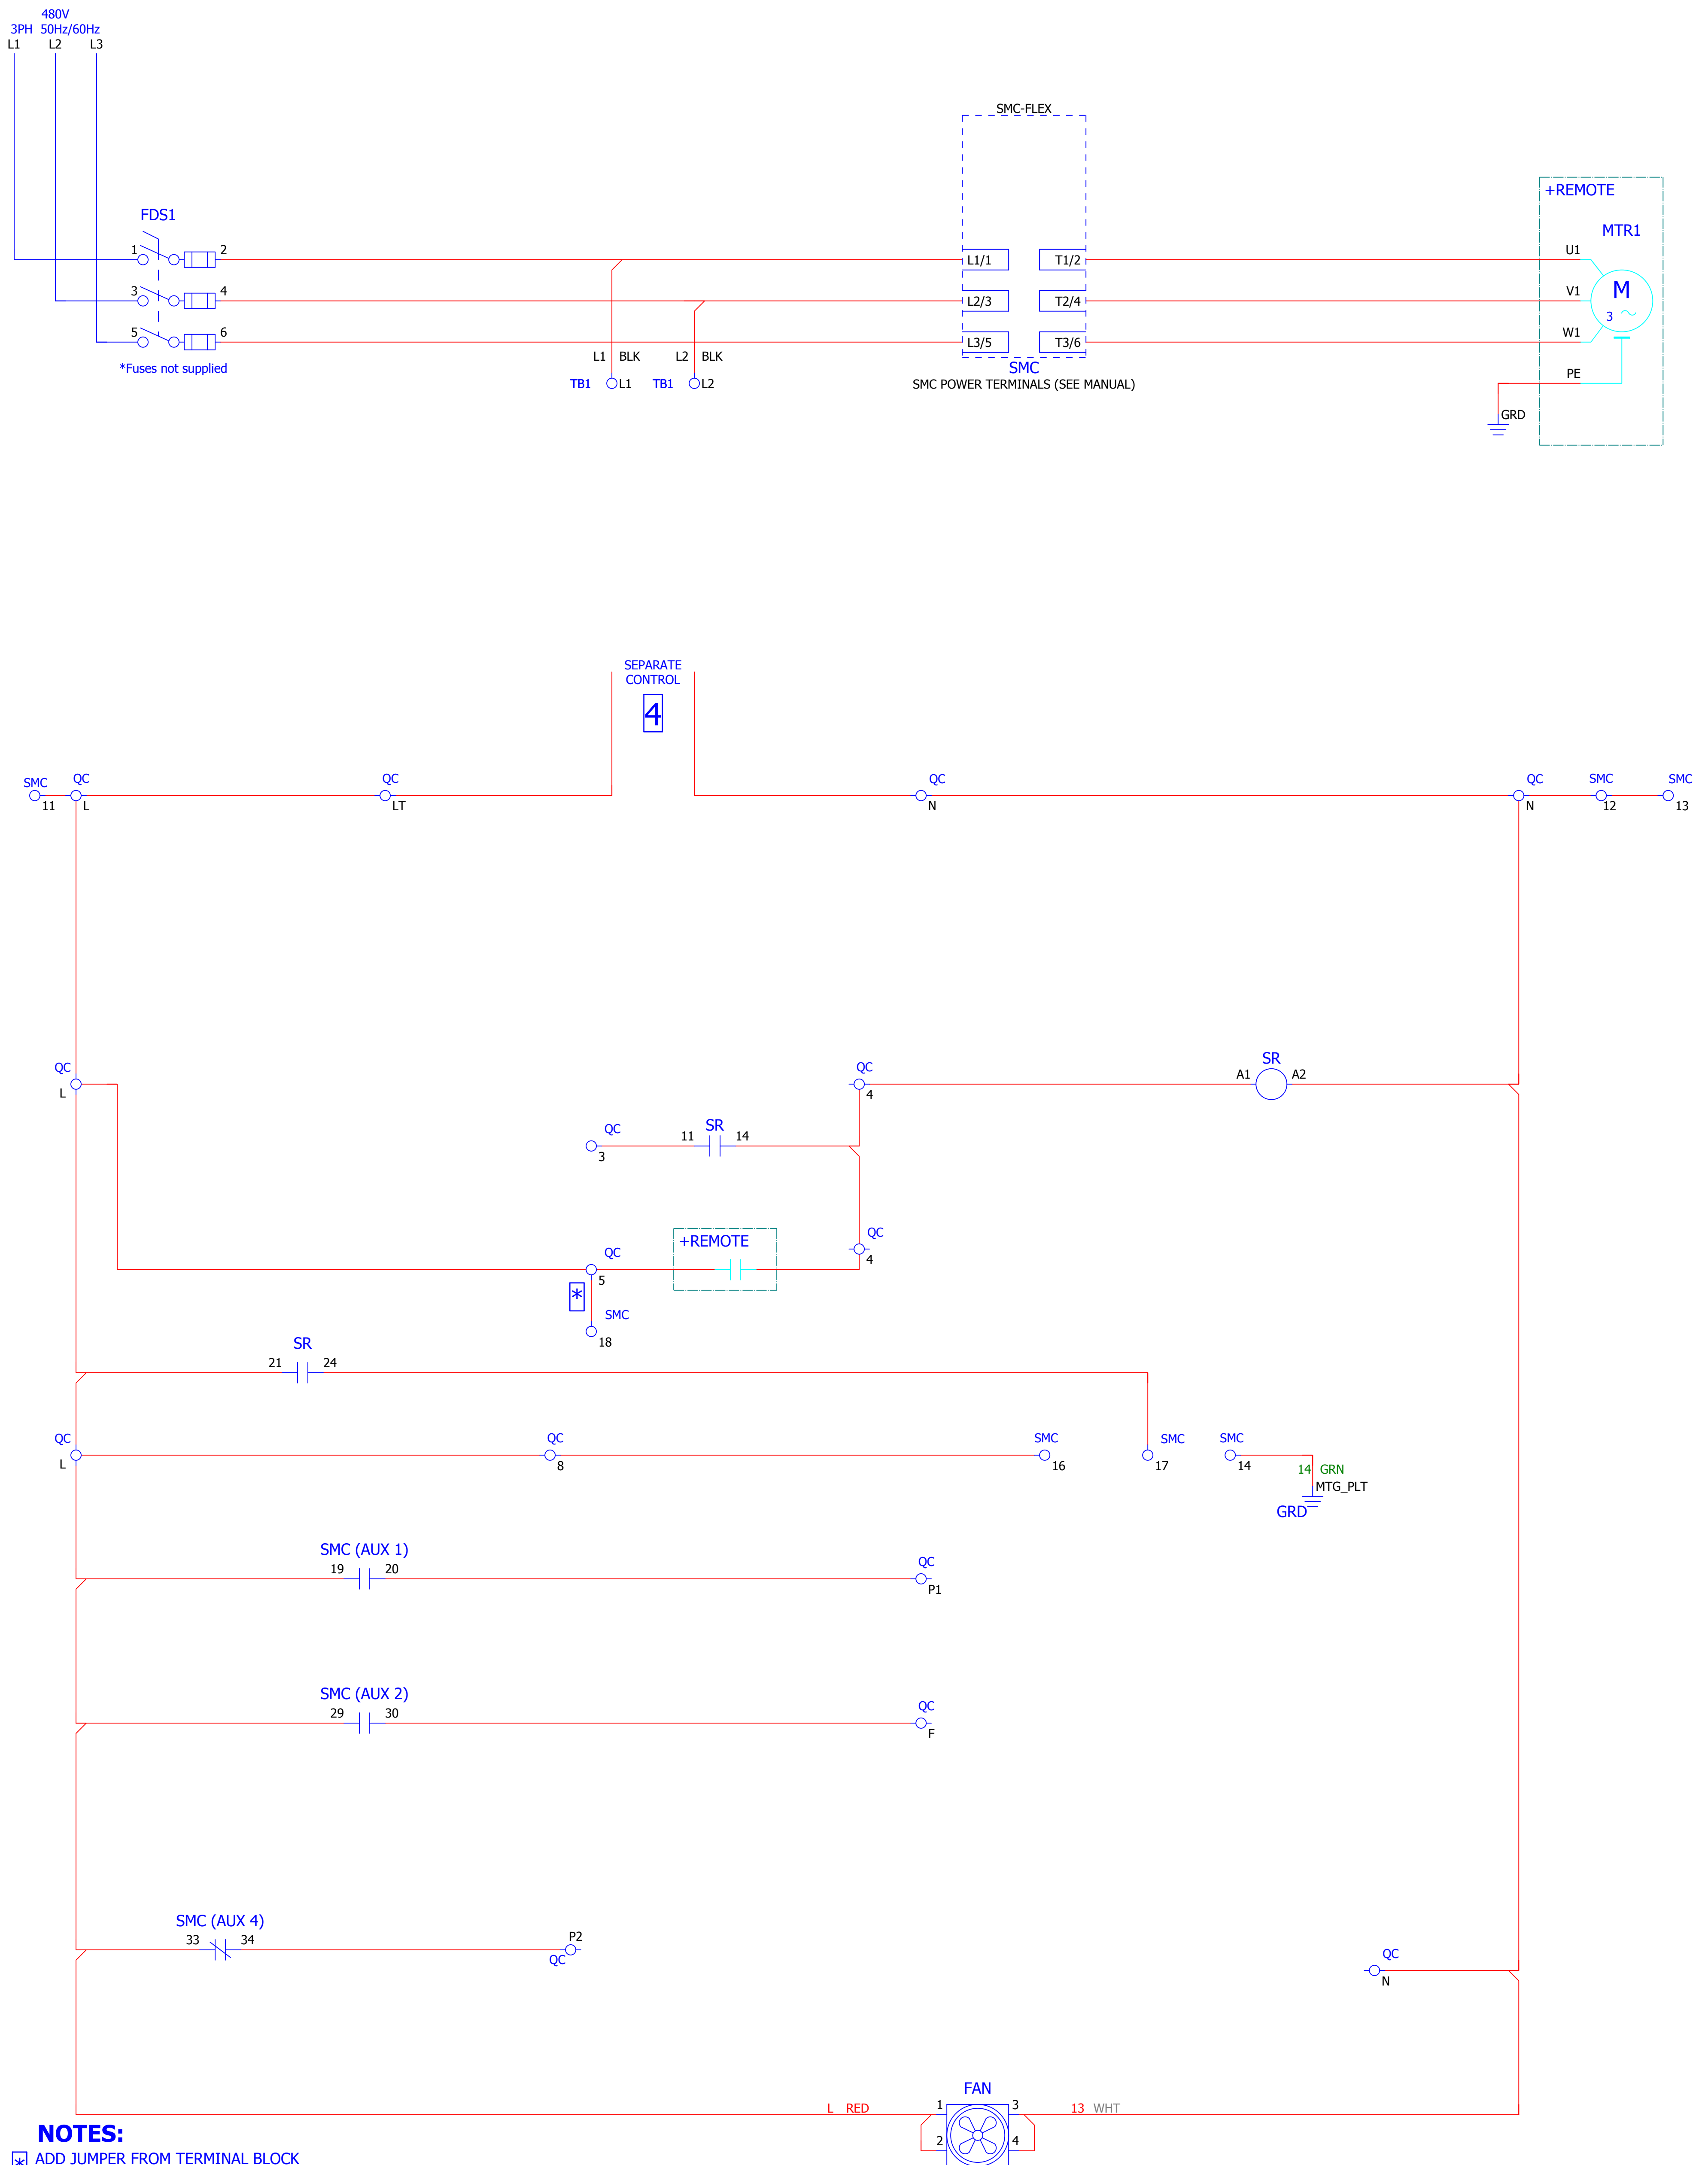 480V
3PH 50Hz/60Hz
L1 L2 L3
SMC-FLEX
+REMOTE
FDS1
MTR1
1 2 L1/1 T1/2 U1
3 4 L2/3 T2/4 V1
M
3
5 6 L3/5 T3/6 W1
*Fuses not supplied
L1 BLK L2 BLK
SMC
PE
TB1 L1 TB1 L2
SMC POWER TERMINALS (SEE MANUAL)
GRD
SEPARATE
CONTROL
4
SMC QC QC QC QC SMC SMC
11 L LT N N 12 13
QC QC SR
A1 A2
L 4
SR
QC 11 14
3
QC
+REMOTE
QC 4
5
*
SMC
18
SR
21 24
QC QC SMC SMC SMC
L 8 16 17 14
14 GRN
MTG_PLT
GRD
SMC (AUX 1)
19 20 QC
P1
SMC (AUX 2)
29 30 QC
F
SMC (AUX 4)
33 34 P2
QC
QC
N
FAN
L RED 1 3 13 WHT
2 4
NOTES:
* ADD JUMPER FROM TERMINAL BLOCK